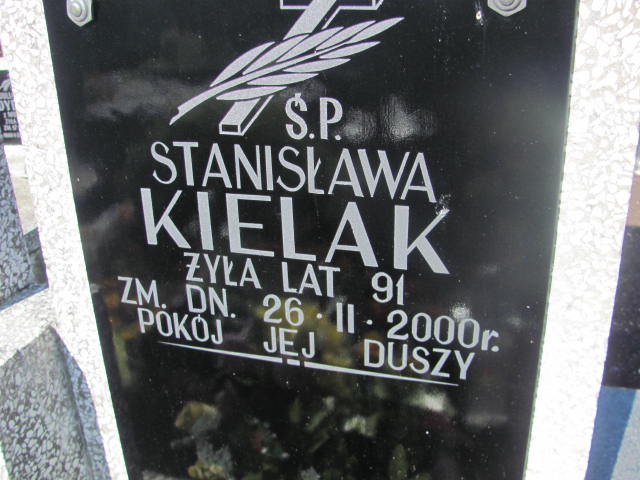 Ś.P.
STANISŁAWA
KIELAK
ŻYŁA LAT 91
ZM. DN. 26·II·2000r.
POKÓJ JEJ DUSZY